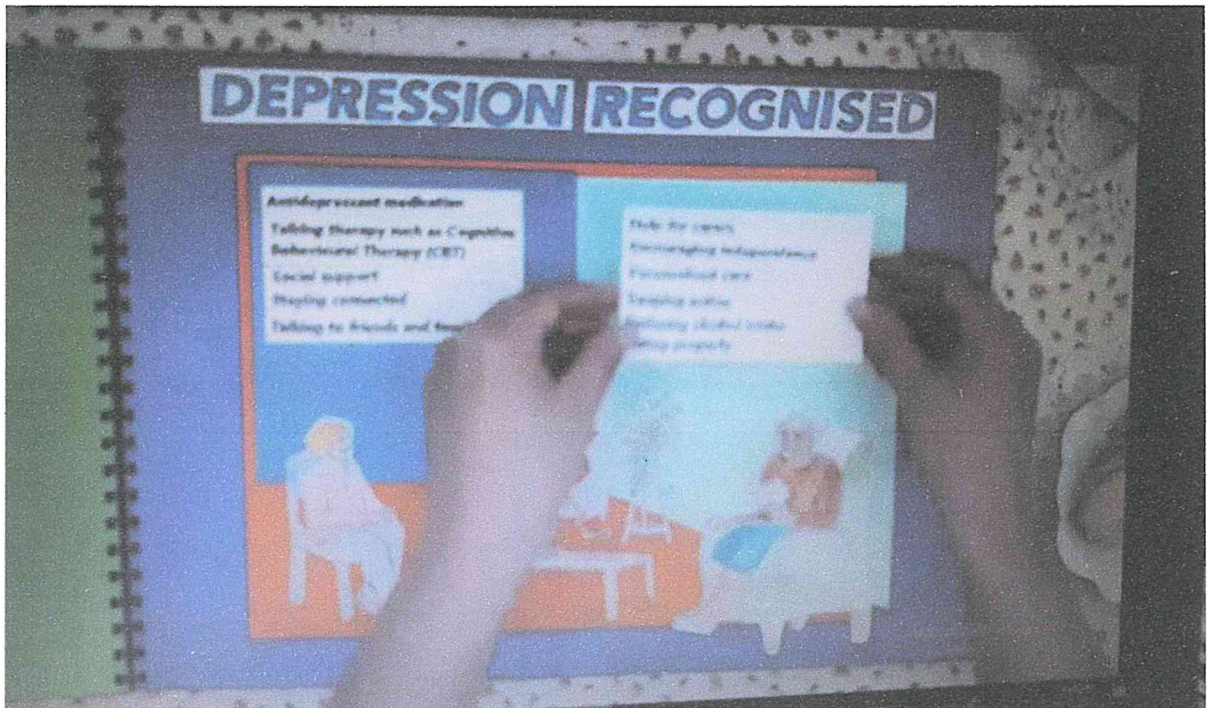 DEPRESSION RECOGNISED
Antidepressant medication
Talking therapy such as Cognitive
Behavioural Therapy (CBT)
Social support
Staying connected
Talking to friends and
Help for carers
Encouraging independence
Personalised care
Keeping active
Reducing alcohol intake
properly